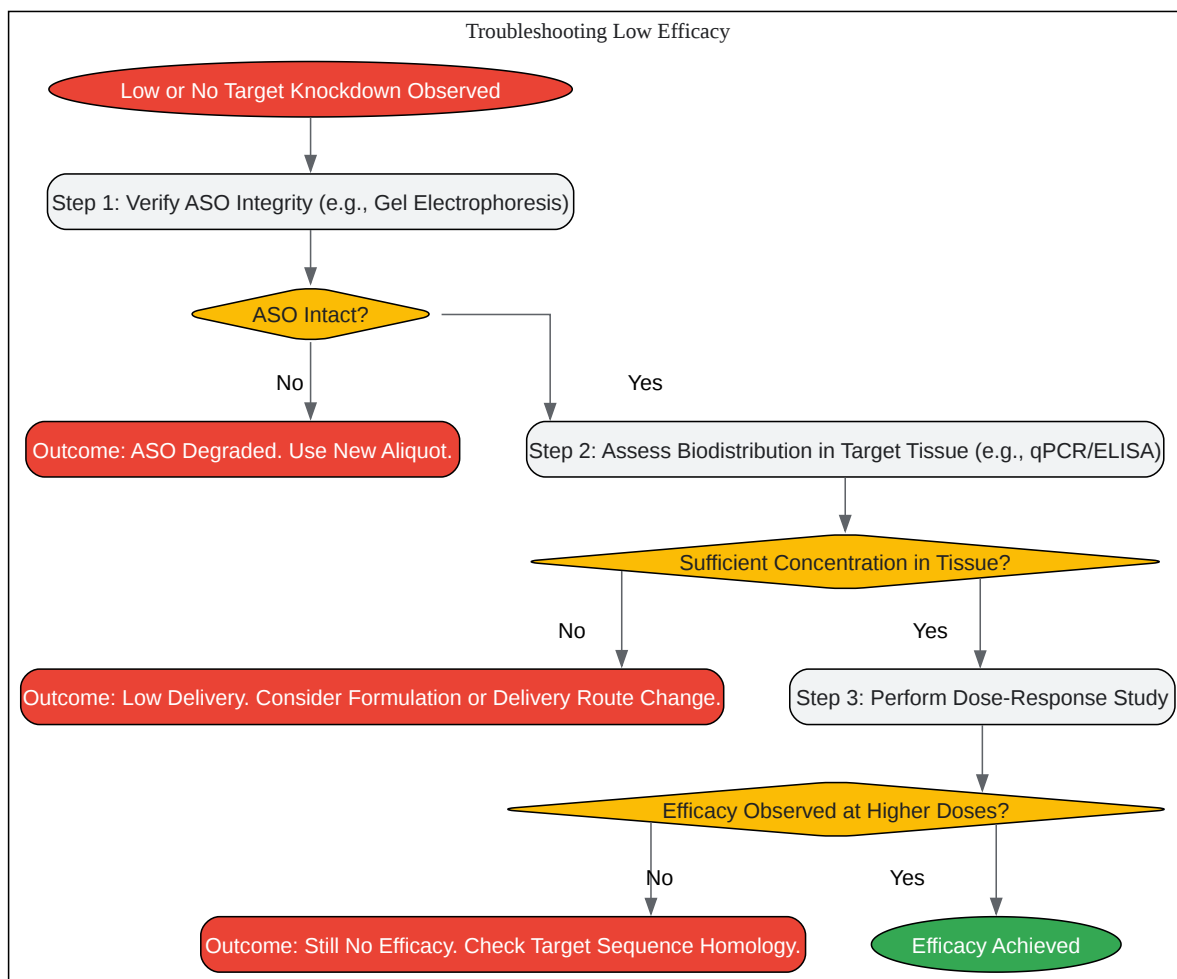 Troubleshooting Low Efficacy
Low or No Target Knockdown Observed
Step 1: Verify ASO Integrity (e.g., Gel Electrophoresis)
ASO Intact?
No
Yes
Outcome: ASO Degraded. Use New Aliquot.
Step 2: Assess Biodistribution in Target Tissue (e.g., qPCR/ELISA)
Sufficient Concentration in Tissue?
No
Yes
Outcome: Low Delivery. Consider Formulation or Delivery Route Change.
Step 3: Perform Dose-Response Study
Efficacy Observed at Higher Doses?
No
Yes
Outcome: Still No Efficacy. Check Target Sequence Homology.
Efficacy Achieved